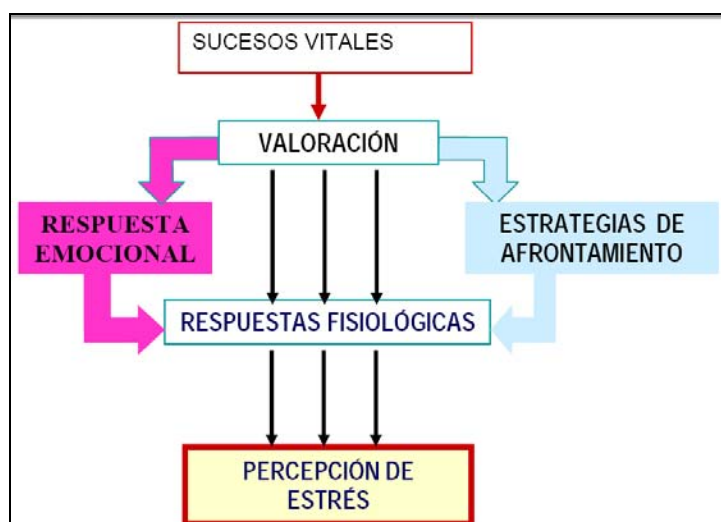 SUCESOS VITALES
VALORACIÓN
RESPUESTA
EMOCIONAL
ESTRATEGIAS DE
AFRONTAMIENTO
RESPUESTAS FISIOLÓGICAS
PERCEPCIÓN DE
ESTRÉS